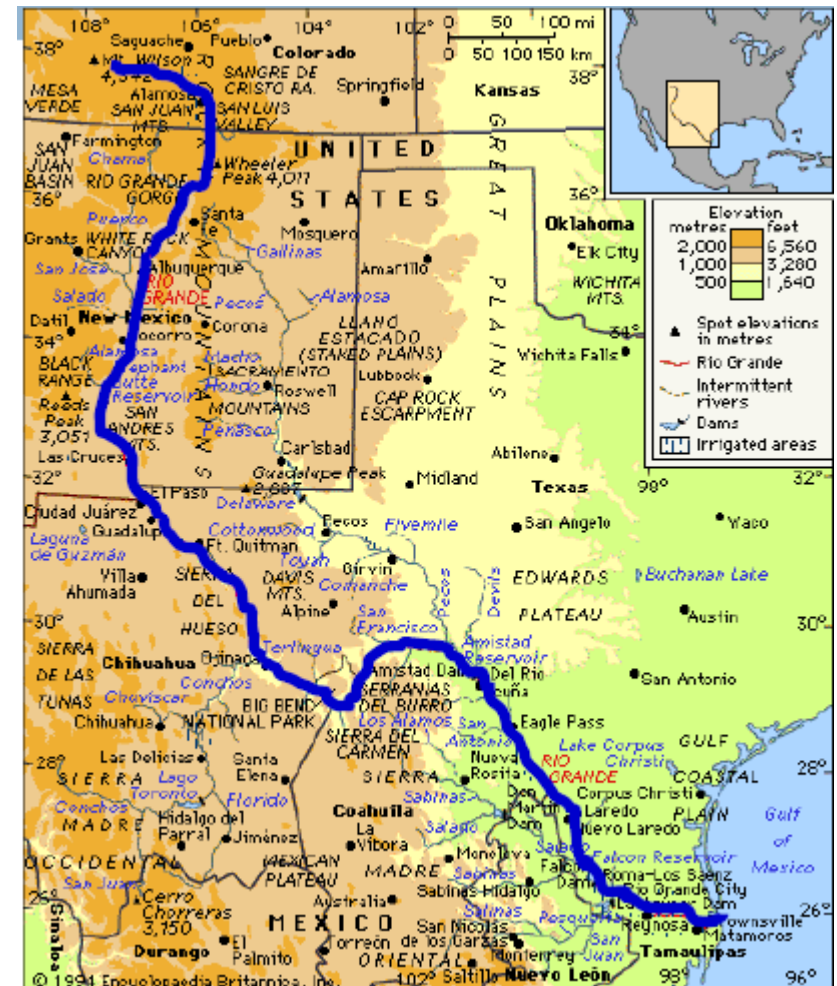 108°
106°
104°
102°
0 50 100 mi
0 50 100 150 km
38°
Saguache
Pueblo
Colorado
Mt. Wilson
4,342
SANGRE DE
CRISTO RA.
Springfield
Kansas
38°
MESA
VERDE
Alamosa
SAN JUAN
MTS.
SAN LUIS
VALLEY
Farmington
Chama
SAN
JUAN
BASIN
UNITED
STATES
GREAT PLAINS
Wheeler
Peak 4,011
RIO GRANDE
GORGE
36°
36°
Puerco
Santa
Fe
Mosquero
Oklahoma
Elk City
Grants
WHITE ROCK
CANYON
Gallinas
San Jose
Albuquerque
Amarillo
WICHITA
MTS.
RIO
GRANDE
Salado
Pecos
Alamosa
Datil
New Mexico
Corona
LLANO
ESTACADO
(STAKED PLAINS)
34°
34°
Socorro
Alamosa
Macho
Wichita Falls
BLACK
RANGE
Elephant
Butte
Reservoir
SACRAMENTO
MOUNTAINS
Hondo
Roswell
Lubbock
CAP ROCK
ESCARPMENT
Reeds
Peak
3,051
SAN
ANDRES
MTS.
Penasco
Las Cruces
Carlsbad
Abilene
Guadalupe Peak
2,667
32°
32°
Midland
Texas
98°
El Paso
Ciudad Juárez
Delaware
Guadalupe
Pecos
Fivemile
San Angelo
Waco
Laguna
de Guzmán
Cottonwood
Ft. Quitman
Toyah
Girvin
Villa
Ahumada
SIERRA
DEL
HUESO
DAVIS
MTS.
Comanche
Pecos
Devils
EDWARDS
PLATEAU
Buchanan Lake
Alpine
San
Francisco
Austin
30°
30°
SIERRA
DE LAS
TUNAS
Terlingua
Amistad
Reservoir
Chihuahua
Ojinaga
Amistad Dam
Del Rio
Acuña
San Antonio
Conchos
Chuviscar
BIG BEND
NATIONAL PARK
SERRANIAS
DEL BURRO
Chihuahua
Los Alamos
San
Antonio
Eagle Pass
SIERRA DEL
CARMEN
Lake Corpus
Christi
GULF
COASTAL
PLAIN
Las Delicias
Santa
Elena
SIERRA
Nueva
Rosita
RIO
GRANDE
28°
28°
SIERRA
MADRE
OCCIDENTAL
Lago
Toronto
Conchos
Florido
Sabinas
Don
Martin
Dam
Corpus Christi
Laredo
Nuevo Laredo
Gulf
of
Mexico
Hidalgo del
Parral
Jiménez
Coahuila
La
Vibora
Salado
Salado
MEXICAN
PLATEAU
MADRE
Monclova
Falcon
Dam
Falcon Reservoir
Roma-Los Saenz
San Juan
Sabinas
Sabinas Hidalgo
Rio Grande City
26°
26°
Cerro
Chorreras
3,150
Australia
Salinas
Pesquería
Brownsville
Sinaloa
MEXICO
San Nicolás
de los Garzas
Reynosa
Matamoros
Durango
El
Palmito
Torreón
ORIENTAL
Monterrey
San
Juan
Tamaulipas
© 1994 Encyclopaedia Britannica, Inc.
102°
Saltillo
Nuevo León
98°
96°
Elevation
metres feet
2,000 6,560
1,000 3,280
500 1,640
Spot elevations
in metres
Rio Grande
Intermittent
rivers
Dams
Irrigated areas